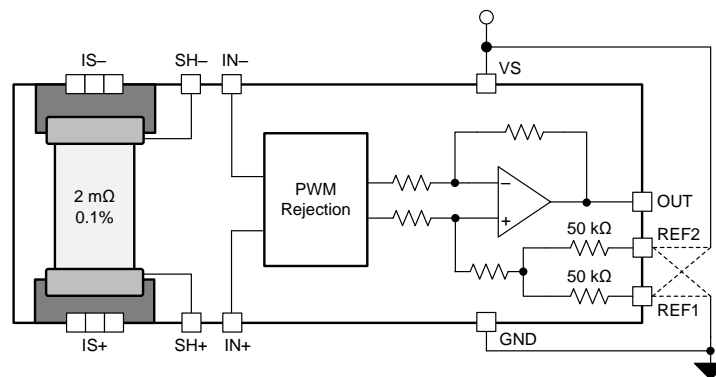 IS–
SH–
IN–
VS
2 mΩ
0.1%
PWM
Rejection
–
+
OUT
50 kΩ
REF2
50 kΩ
REF1
GND
IS+
SH+
IN+